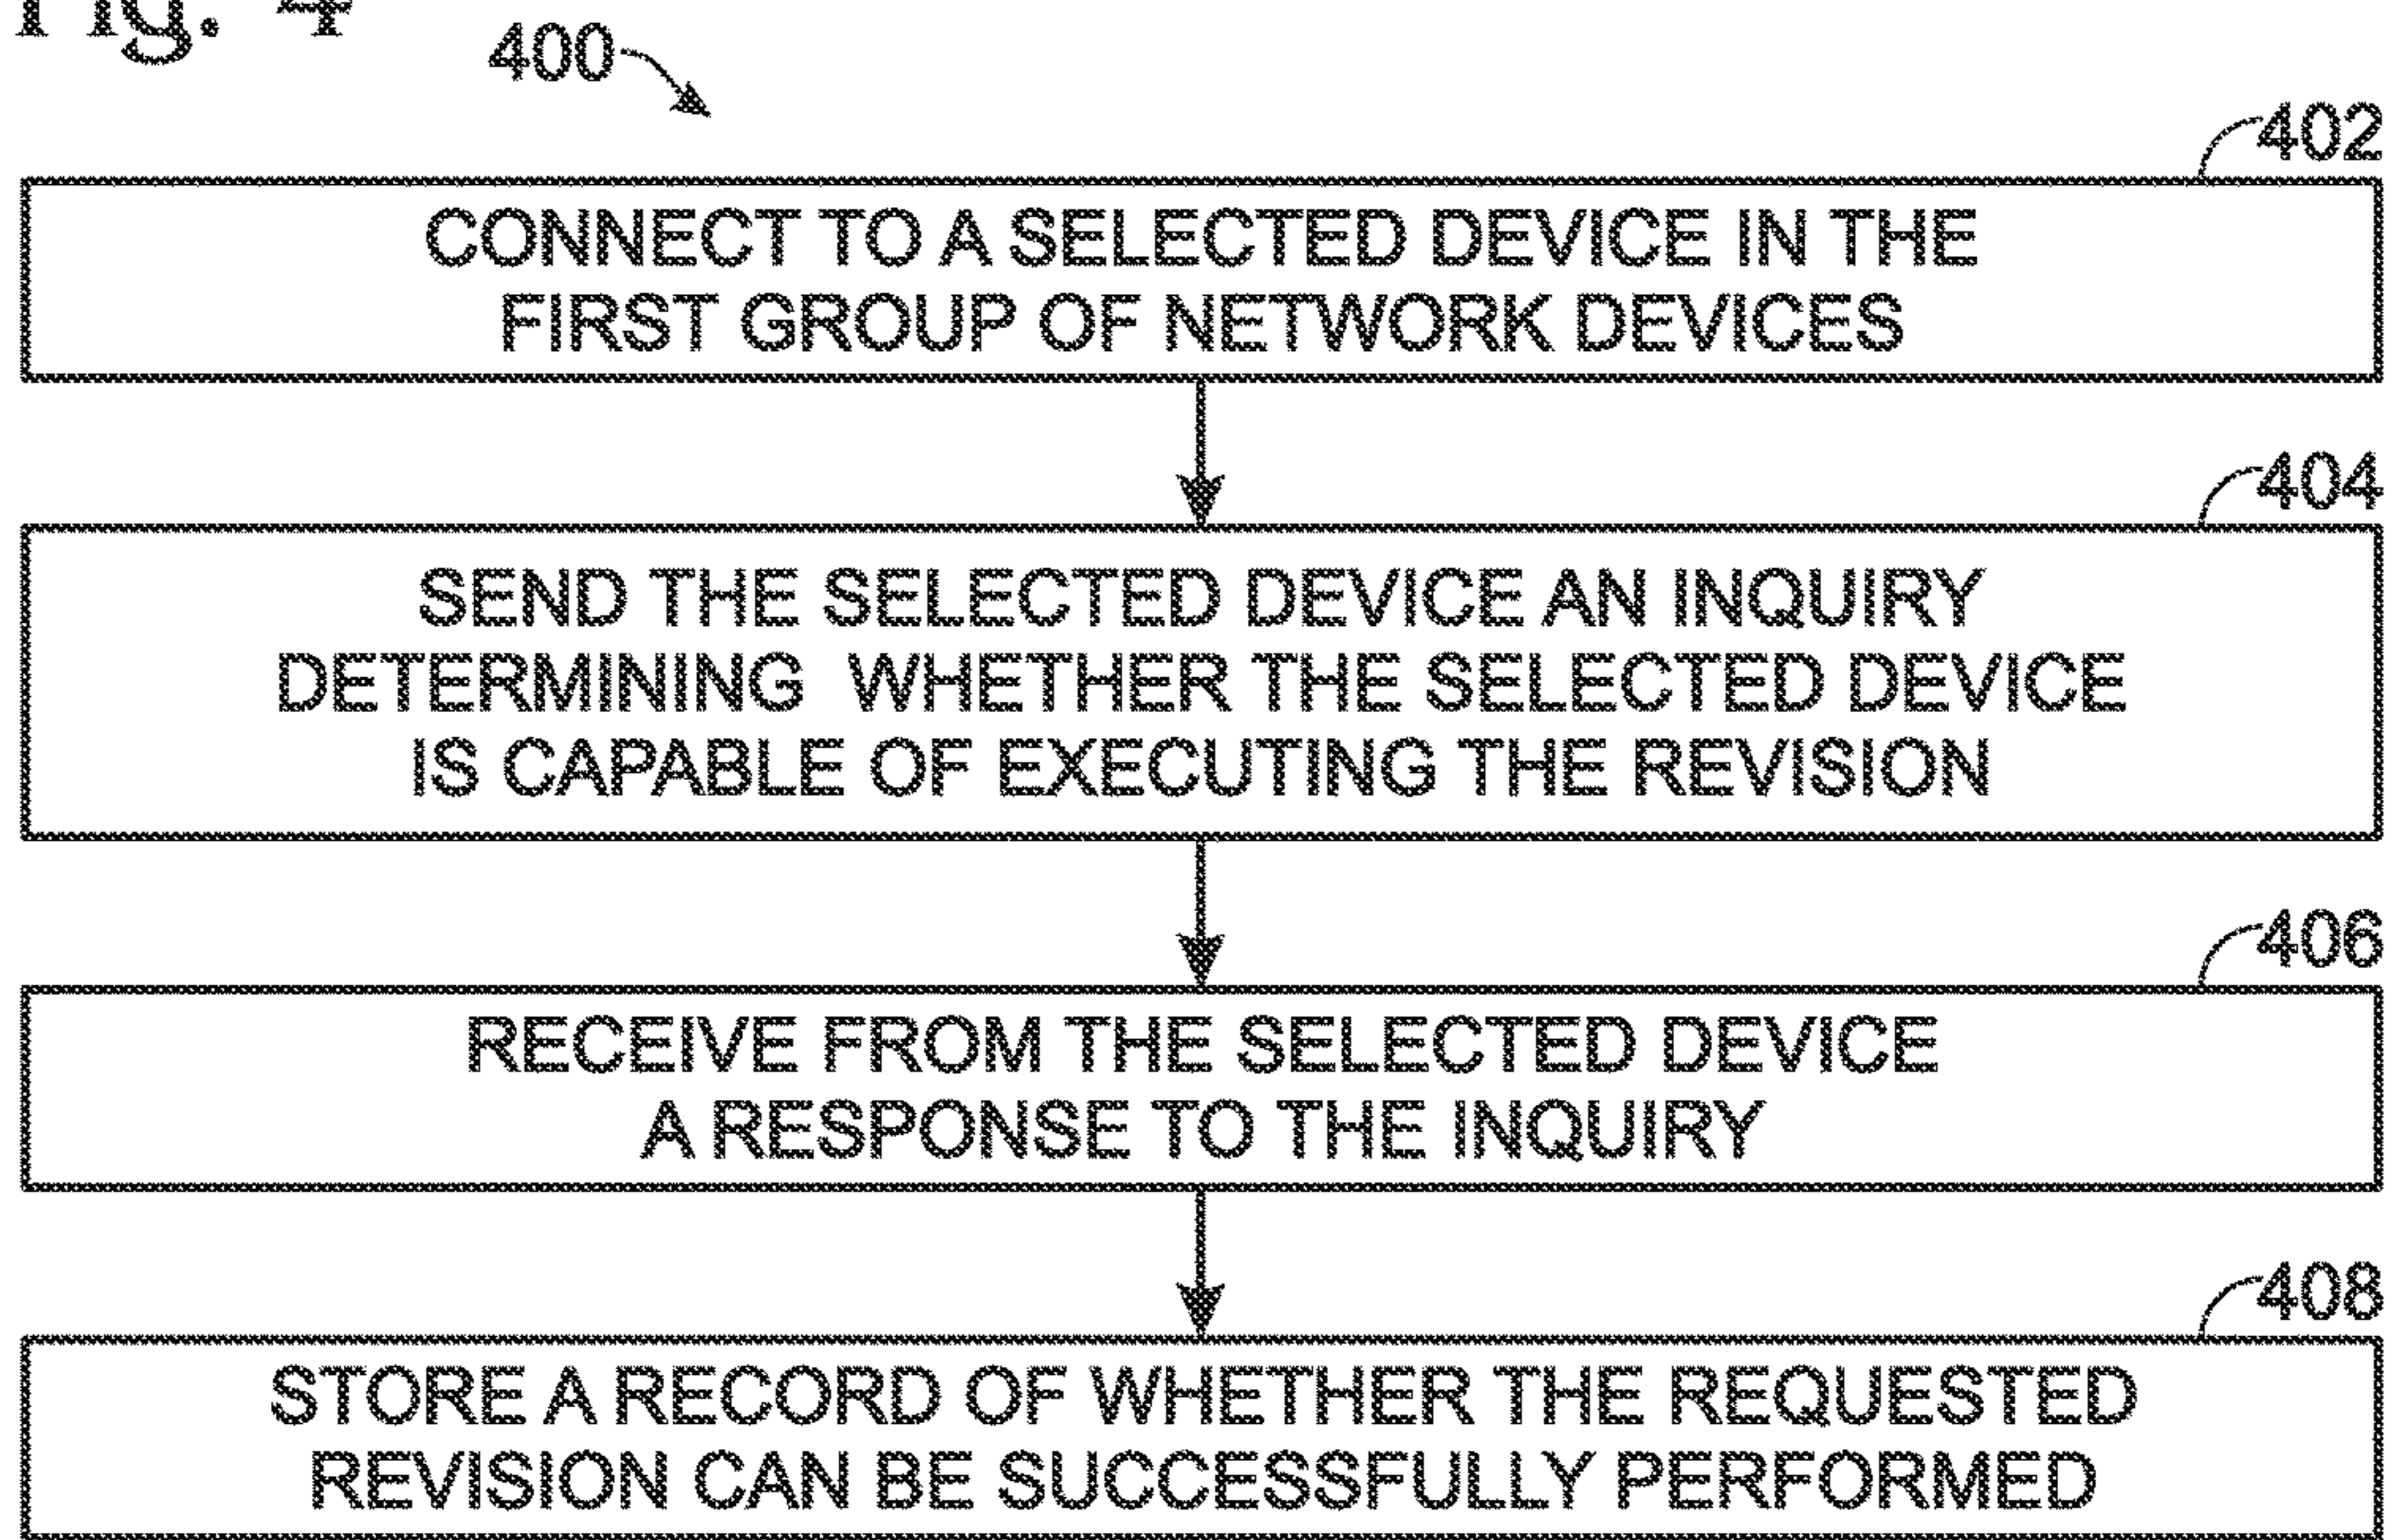 Fig. 4
400
402
CONNECT TO A SELECTED DEVICE IN THE
FIRST GROUP OF NETWORK DEVICES
404
SEND THE SELECTED DEVICE AN INQUIRY
DETERMINING WHETHER THE SELECTED DEVICE
IS CAPABLE OF EXECUTING THE REVISION
406
RECEIVE FROM THE SELECTED DEVICE
A RESPONSE TO THE INQUIRY
408
STORE A RECORD OF WHETHER THE REQUESTED
REVISION CAN BE SUCCESSFULLY PERFORMED